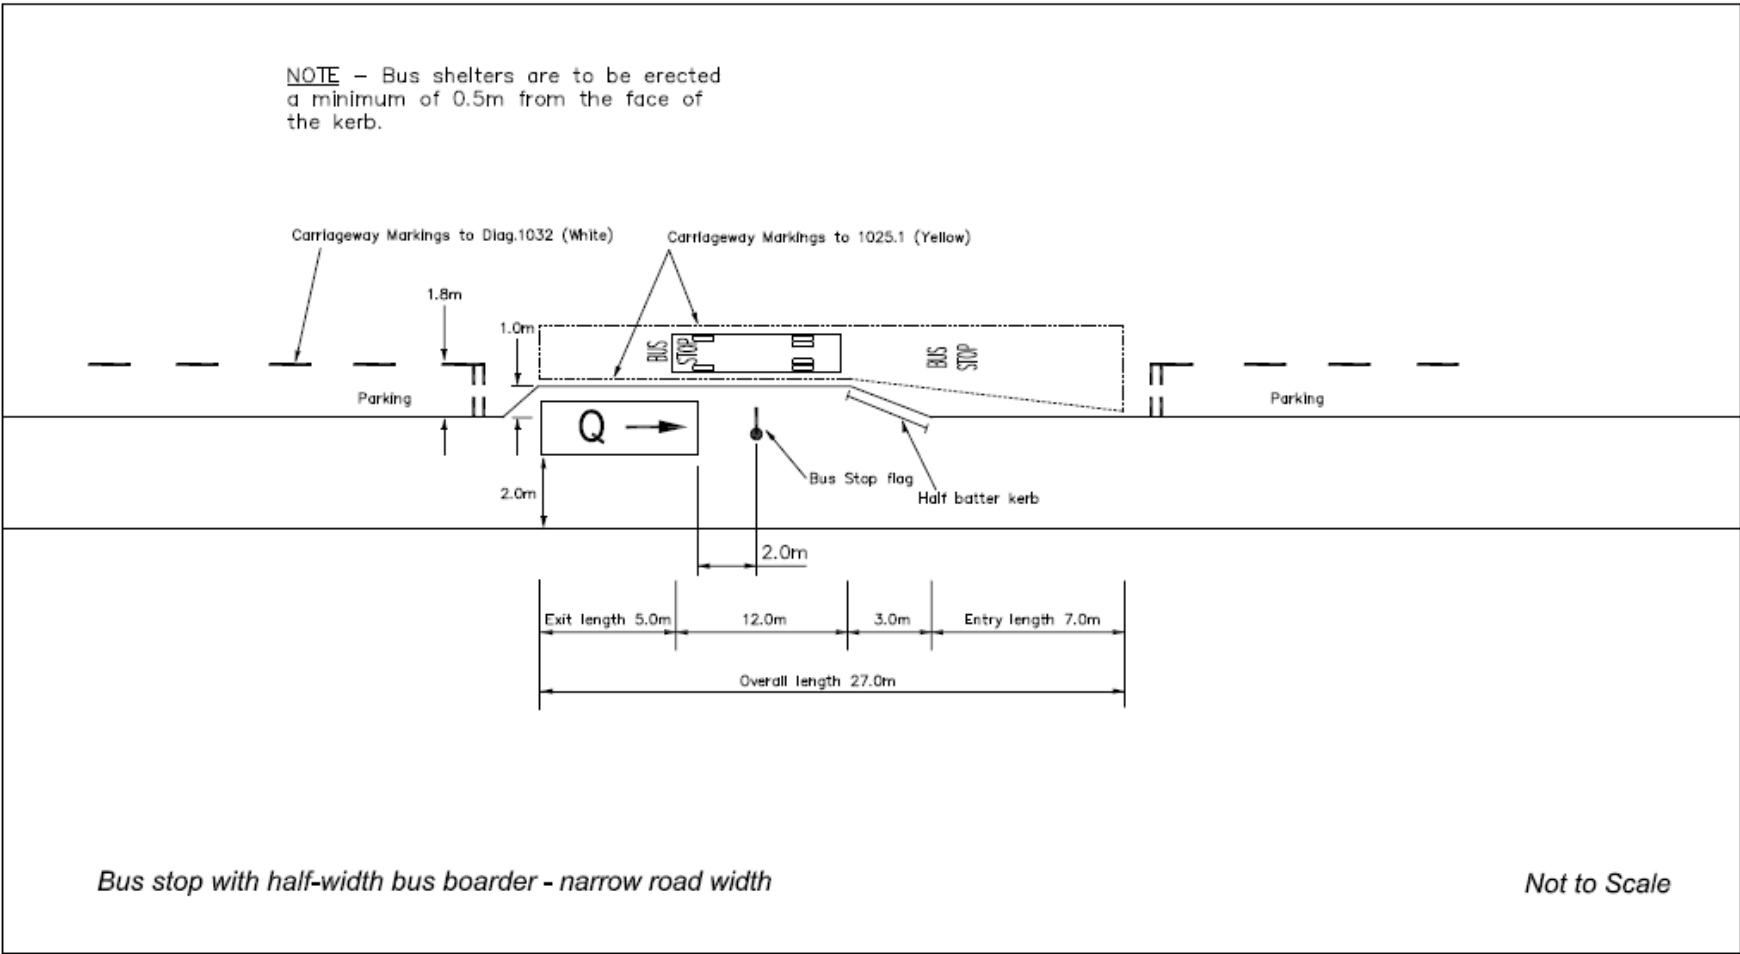 NOTE – Bus shelters are to be erected
a minimum of 0.5m from the face of
the kerb.
Carriageway Markings to Diag.1032 (White)
Carriageway Markings to 1025.1 (Yellow)
1.8m
1.0m
BUS
STOP
BUS
STOP
Parking
Parking
Q
Bus Stop flag
2.0m
Half batter kerb
2.0m
Exit length 5.0m
12.0m
3.0m
Entry length 7.0m
Overall length 27.0m
Bus stop with half-width bus boarder - narrow road width
Not to Scale